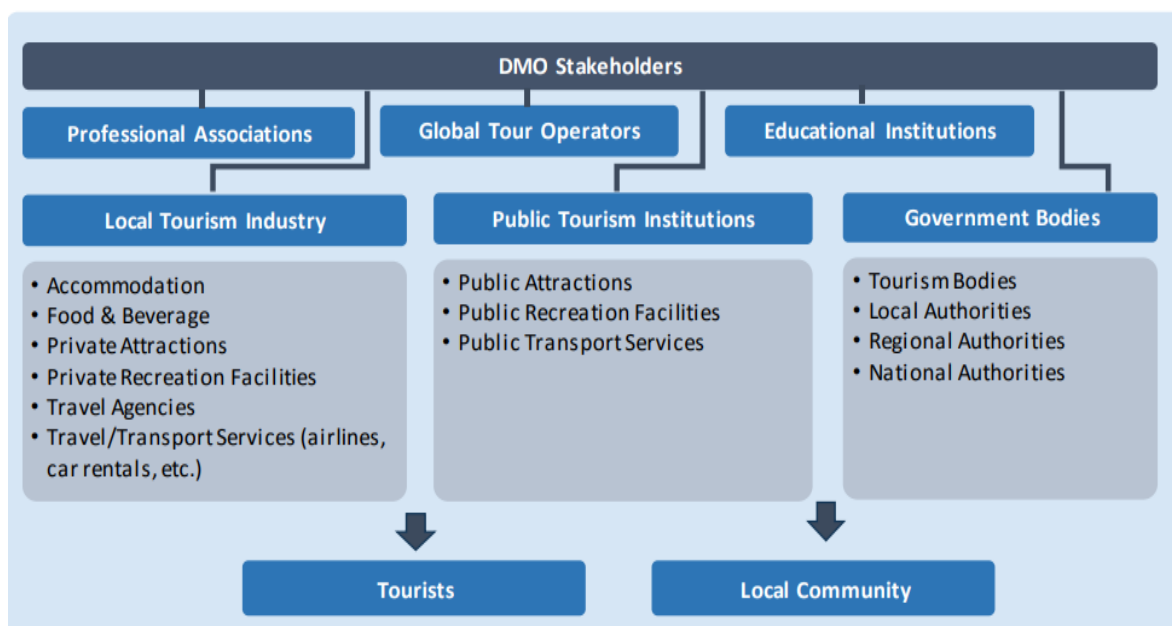 DMO Stakeholders
Professional Associations
Global Tour Operators
Educational Institutions
Local Tourism Industry
Public Tourism Institutions
Government Bodies
• Accommodation
• Food & Beverage
• Private Attractions
• Private Recreation Facilities
• Travel Agencies
• Travel/Transport Services (airlines,
car rentals, etc.)
• Public Attractions
• Public Recreation Facilities
• Public Transport Services
• Tourism Bodies
• Local Authorities
• Regional Authorities
• National Authorities
Tourists
Local Community